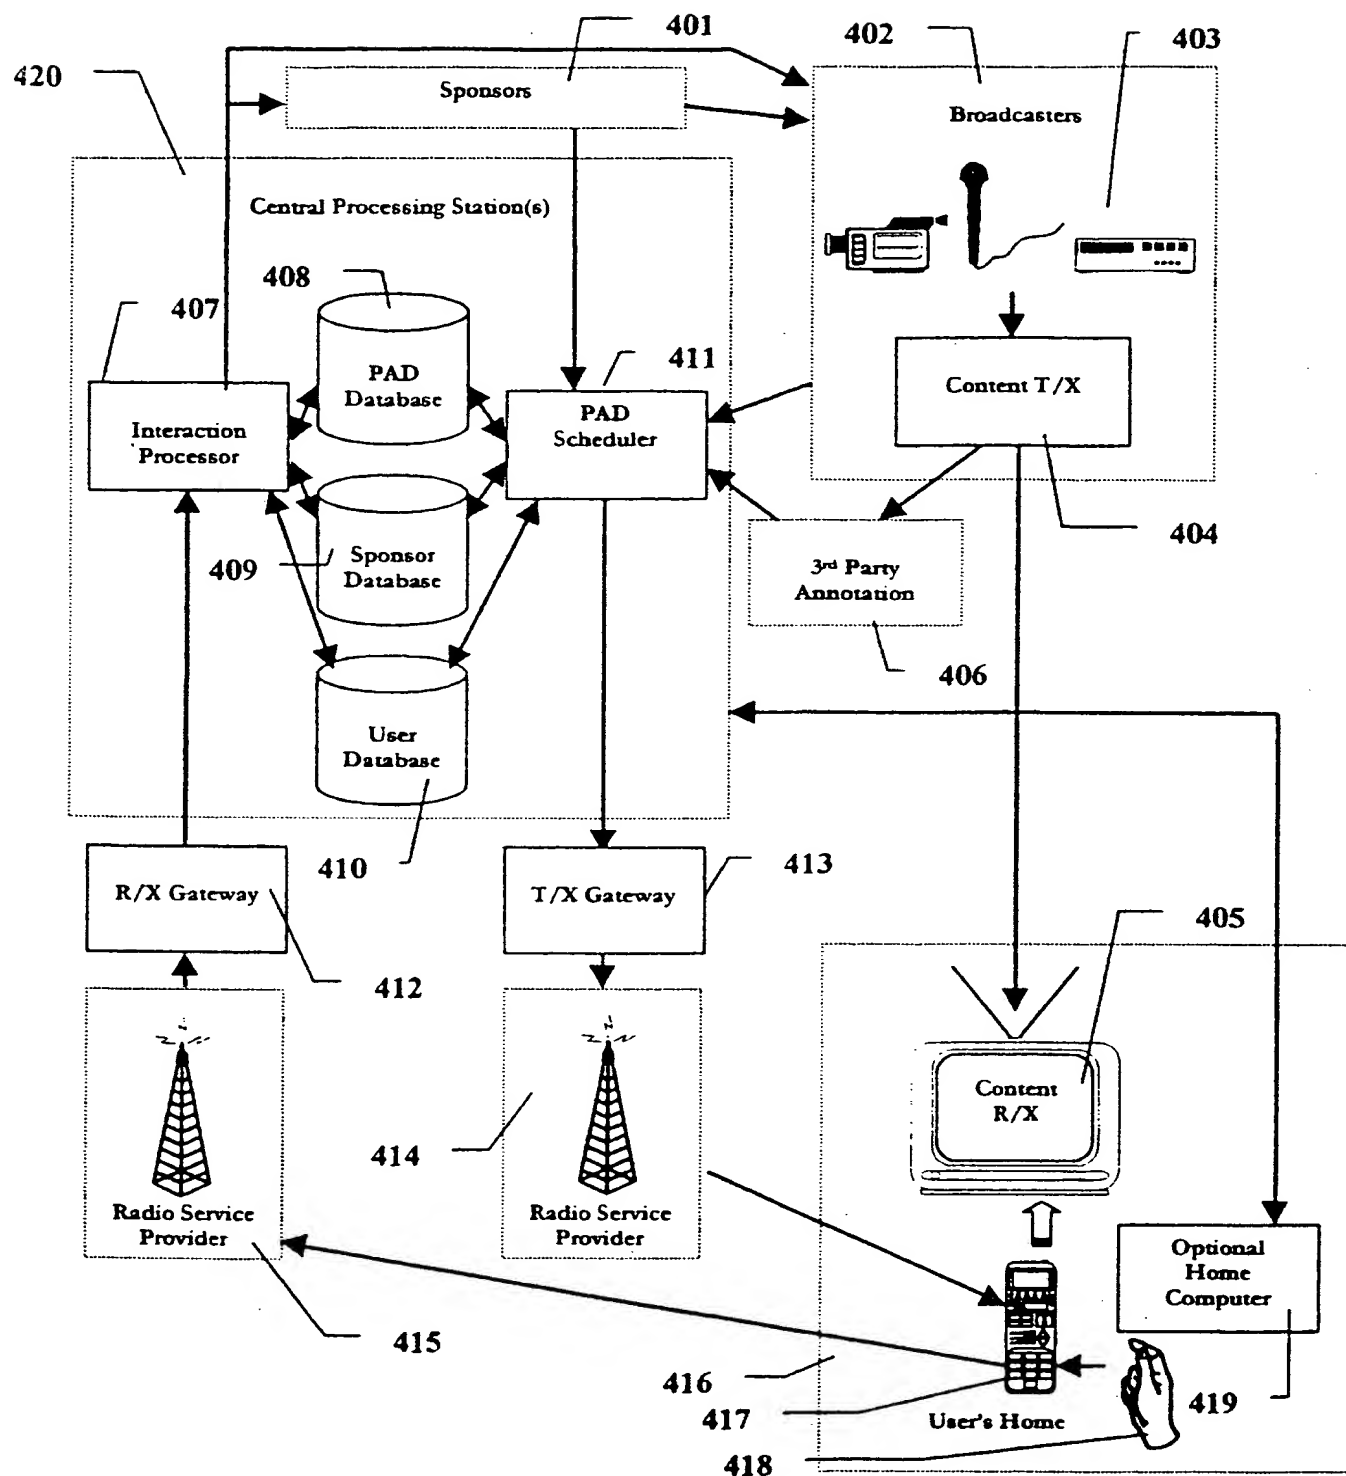 401
402
403
420
Sponsors
Broadcasters
Central Processing Station(s)
408
407
411
PAD
Database
PAD
Scheduler
Content T/X
Interaction
Processor
404
409
Sponsor
Database
3rd Party
Annotation
406
User
Database
410
413
R/X Gateway
T/X Gateway
405
412
Content
R/X
414
Radio Service
Provider
Radio Service
Provider
Optional
Home
Computer
415
416
417
User's Home
419
418